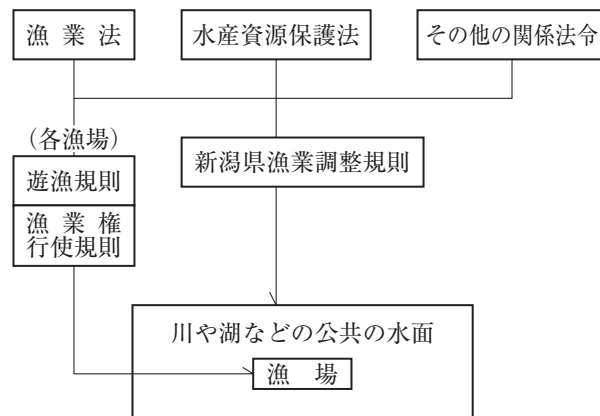 漁業法
水産資源保護法
その他の関係法令
(各漁場)
遊漁規則
漁業権
行使規則
新潟県漁業調整規則
川や湖などの公共の水面
漁場